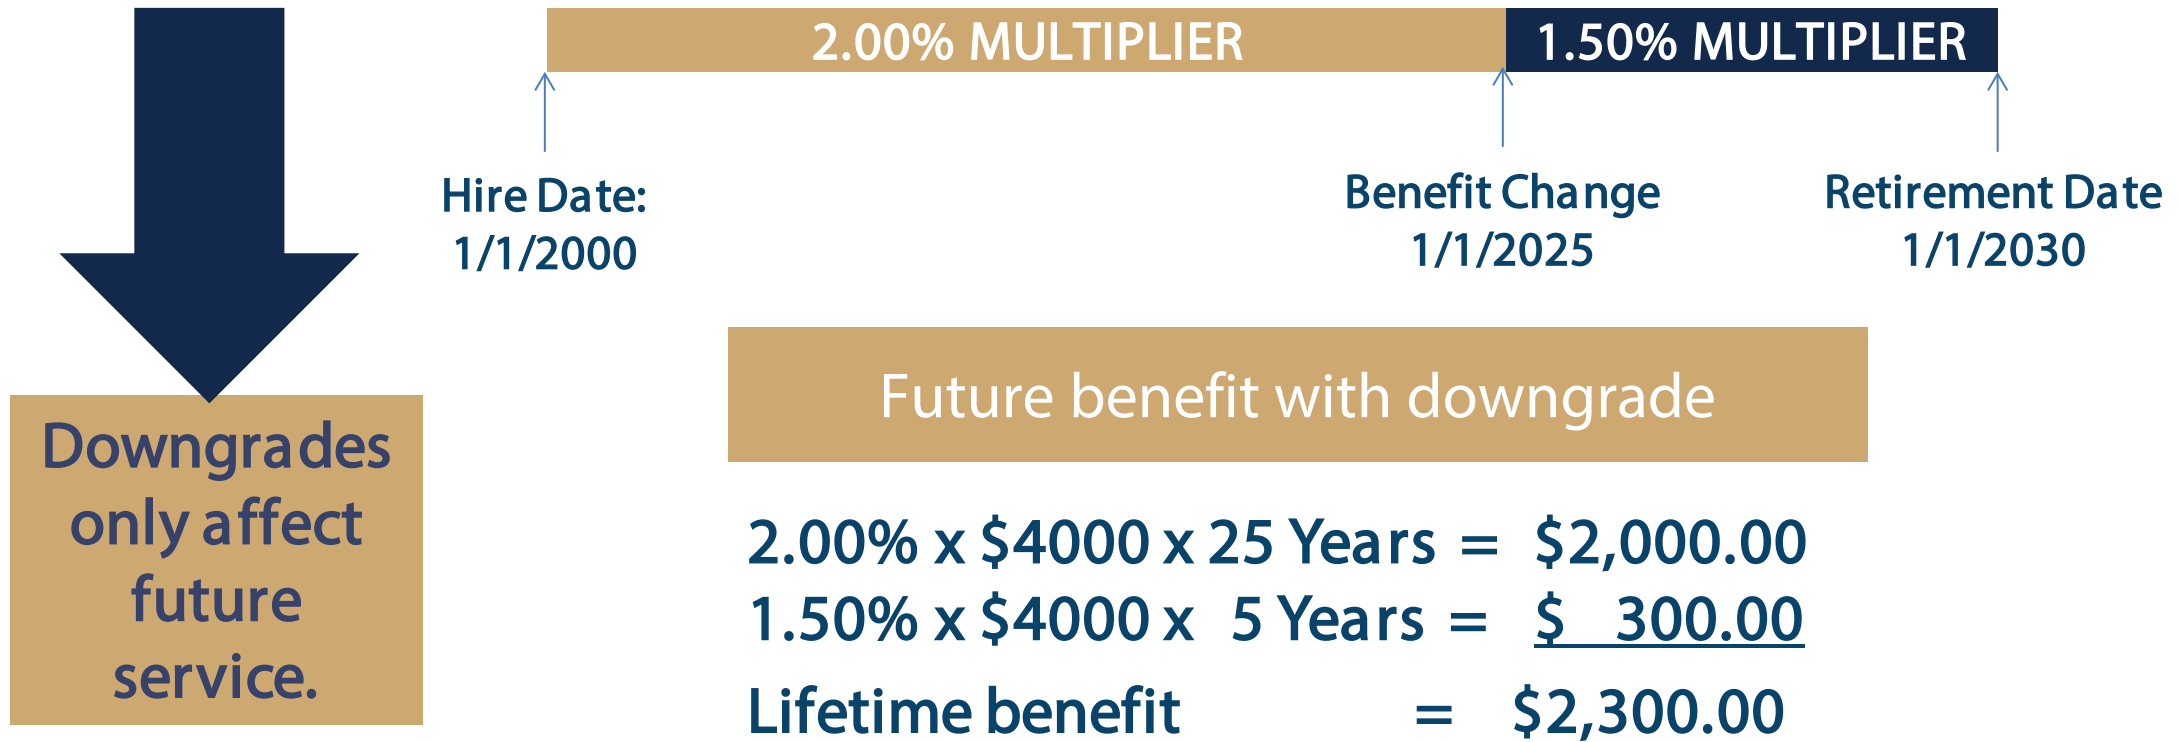 2.00% MULTIPLIER
1.50% MULTIPLIER
Hire Date:
1/1/2000
Benefit Change
1/1/2025
Retirement Date
1/1/2030
Downgrades
only affect
future
service.
Future benefit with downgrade
2.00% x $4000 x 25 Years = $2,000.00
1.50% x $4000 x 5 Years = $ 300.00
Lifetime benefit = $2,300.00